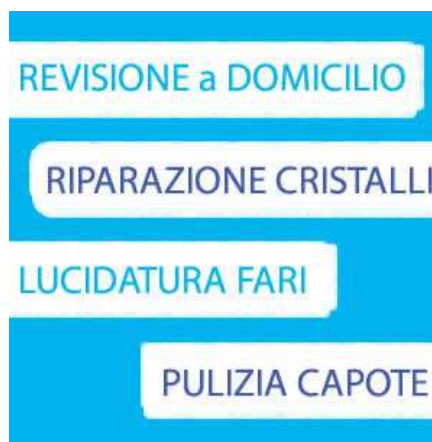 REVISIONE a DOMICILIO
RIPARAZIONE CRISTALLI
LUCIDATURA FARI
PULIZIA CAPOTE